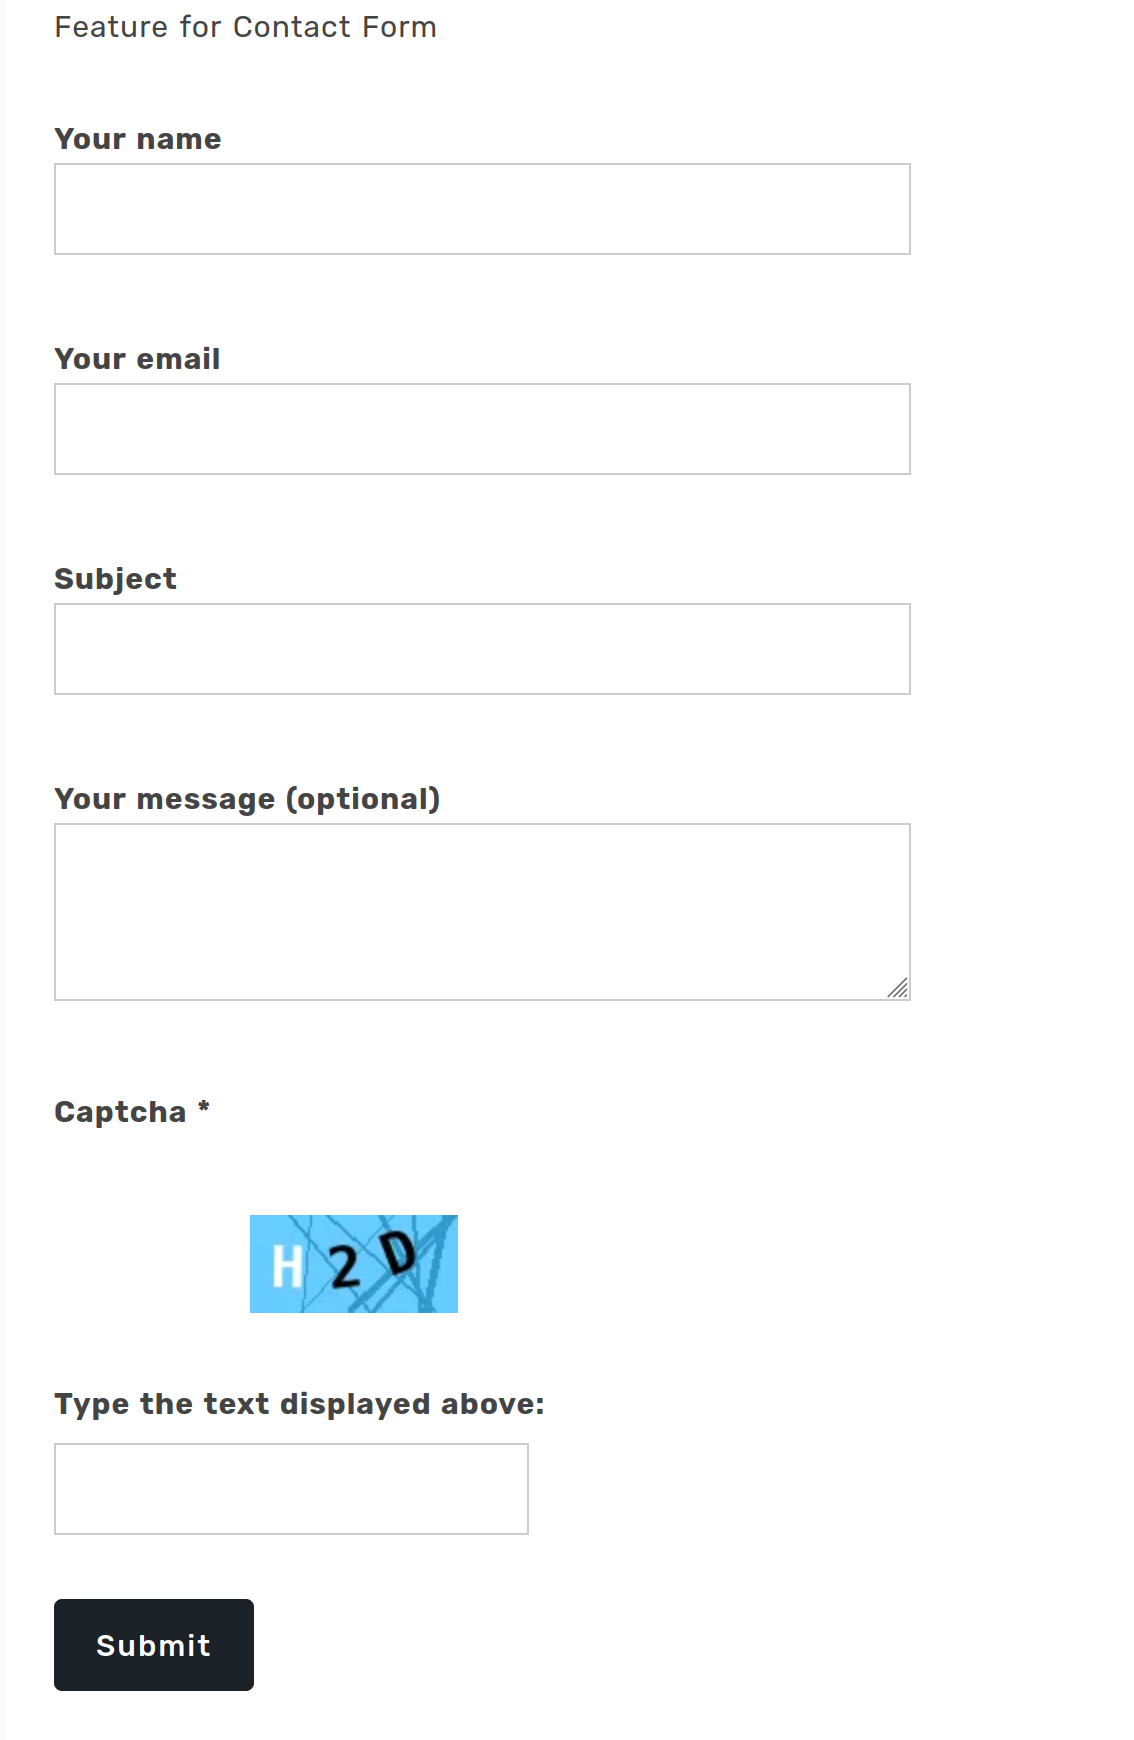 Feature for Contact Form
Your name
Your email
Subject
Your message (optional)
Captcha *
H2D
Type the text displayed above:
Submit